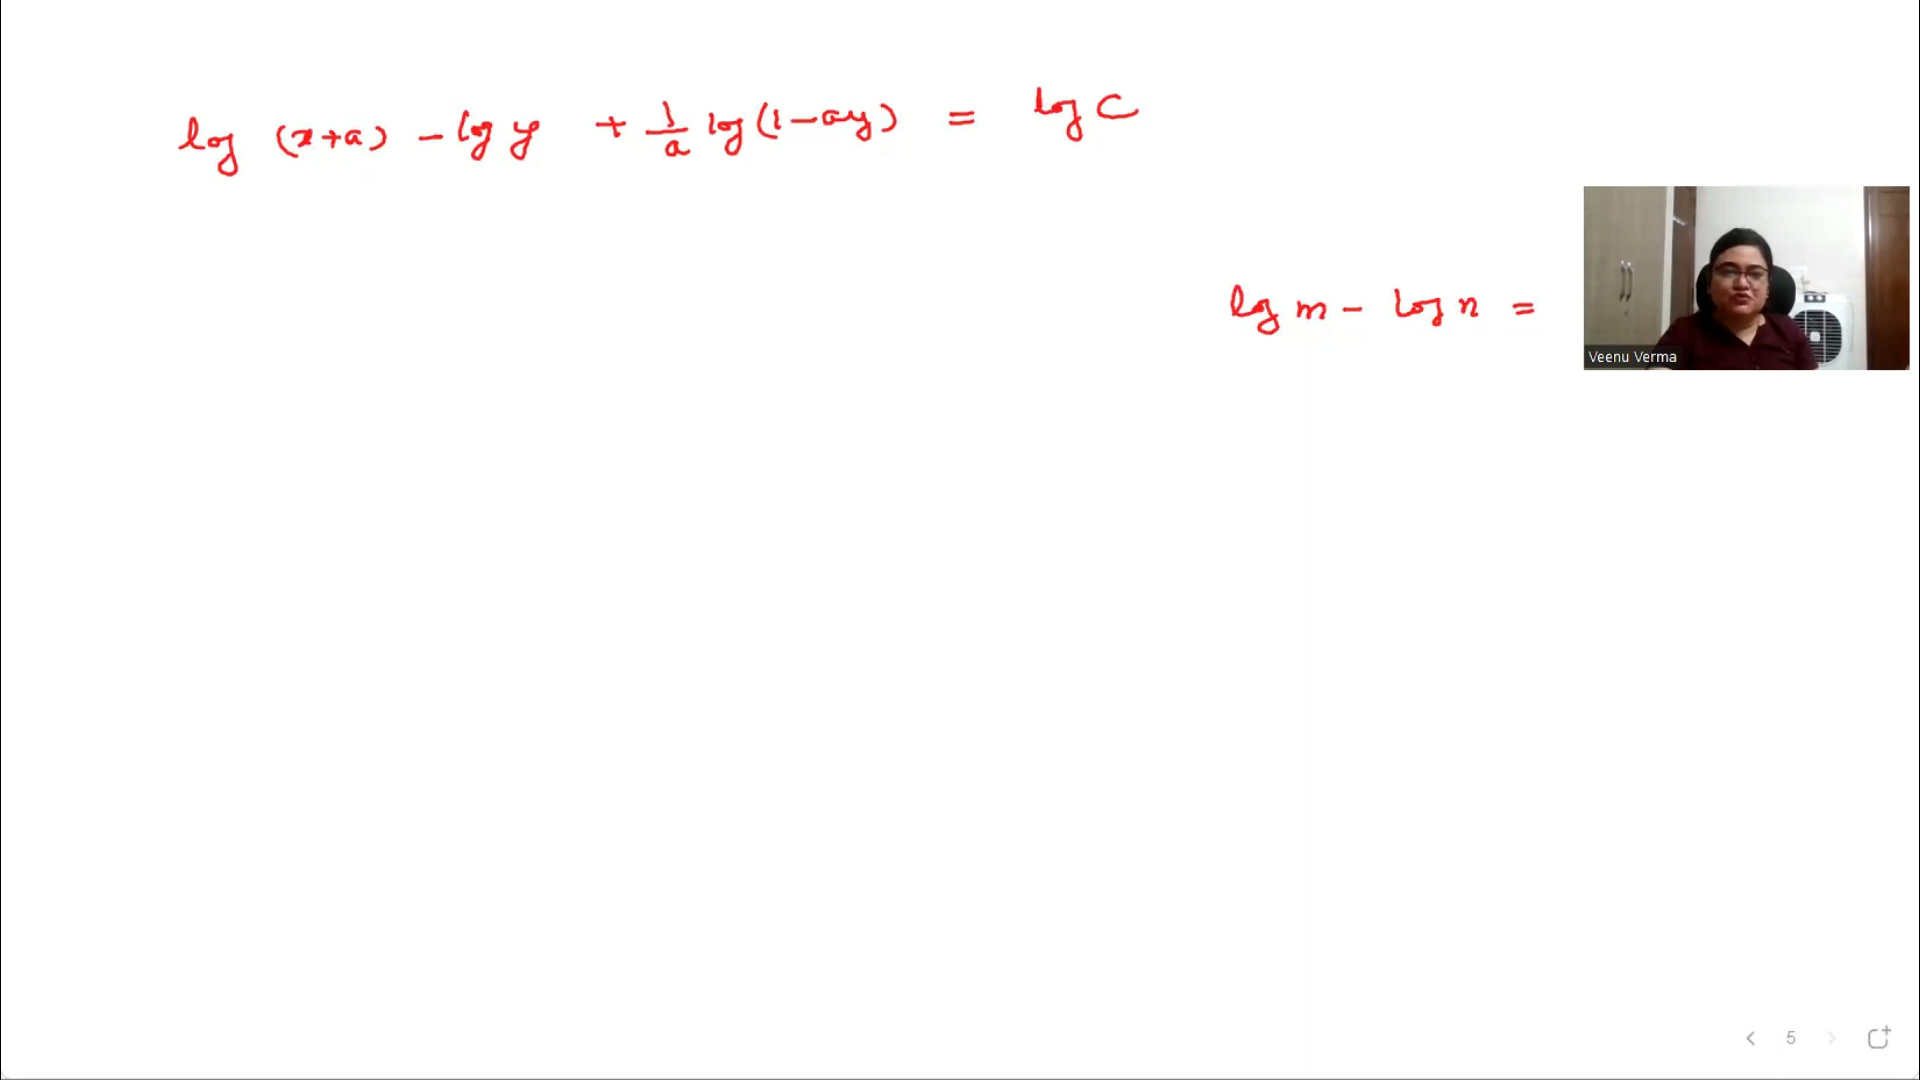 log (x+a) - log y + 1/a log(1-ay) = log C
log m - log n =
Veenu Verma
5